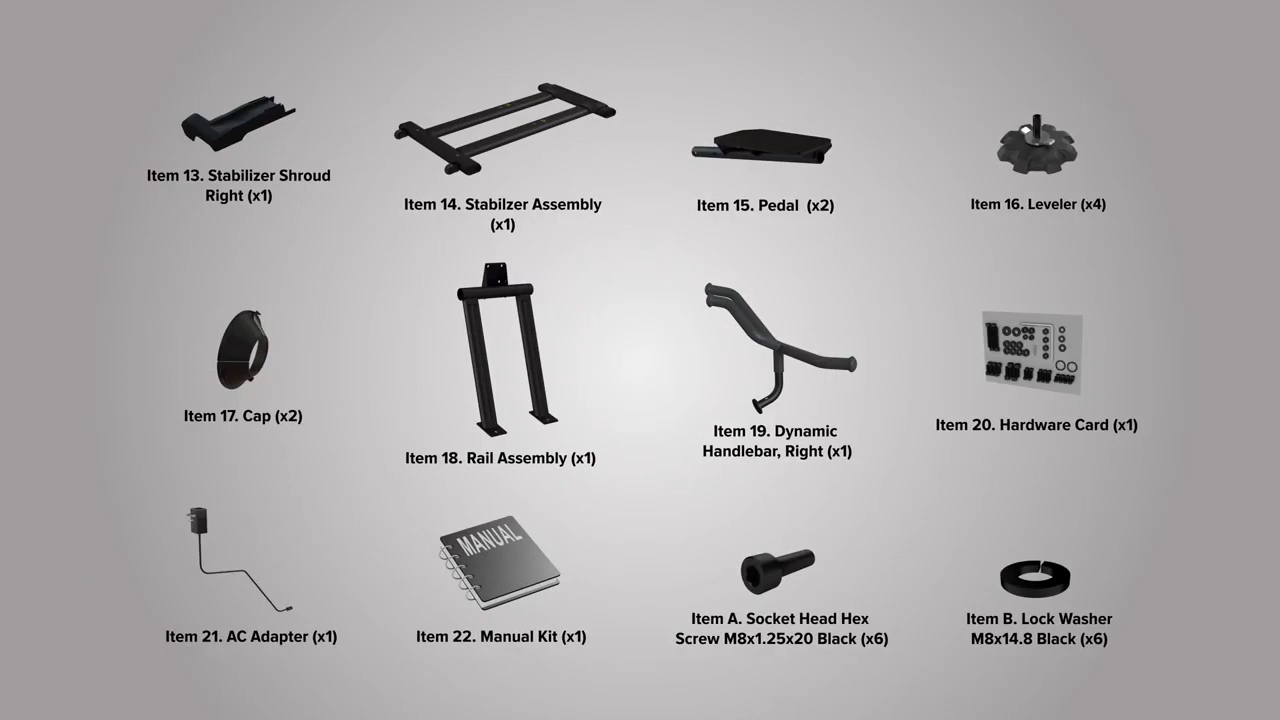 Item 13. Stabilizer Shroud
Right (x1)
Item 14. Stabilzer Assembly
(x1)
Item 15. Pedal  (x2)
Item 16. Leveler (x4)
Item 17. Cap (x2)
Item 18. Rail Assembly (x1)
Item 19. Dynamic
Handlebar, Right (x1)
Item 20. Hardware Card (x1)
Item 21. AC Adapter (x1)
MANUAL
Item 22. Manual Kit (x1)
Item A. Socket Head Hex
Screw M8x1.25x20 Black (x6)
Item B. Lock Washer
M8x14.8 Black (x6)